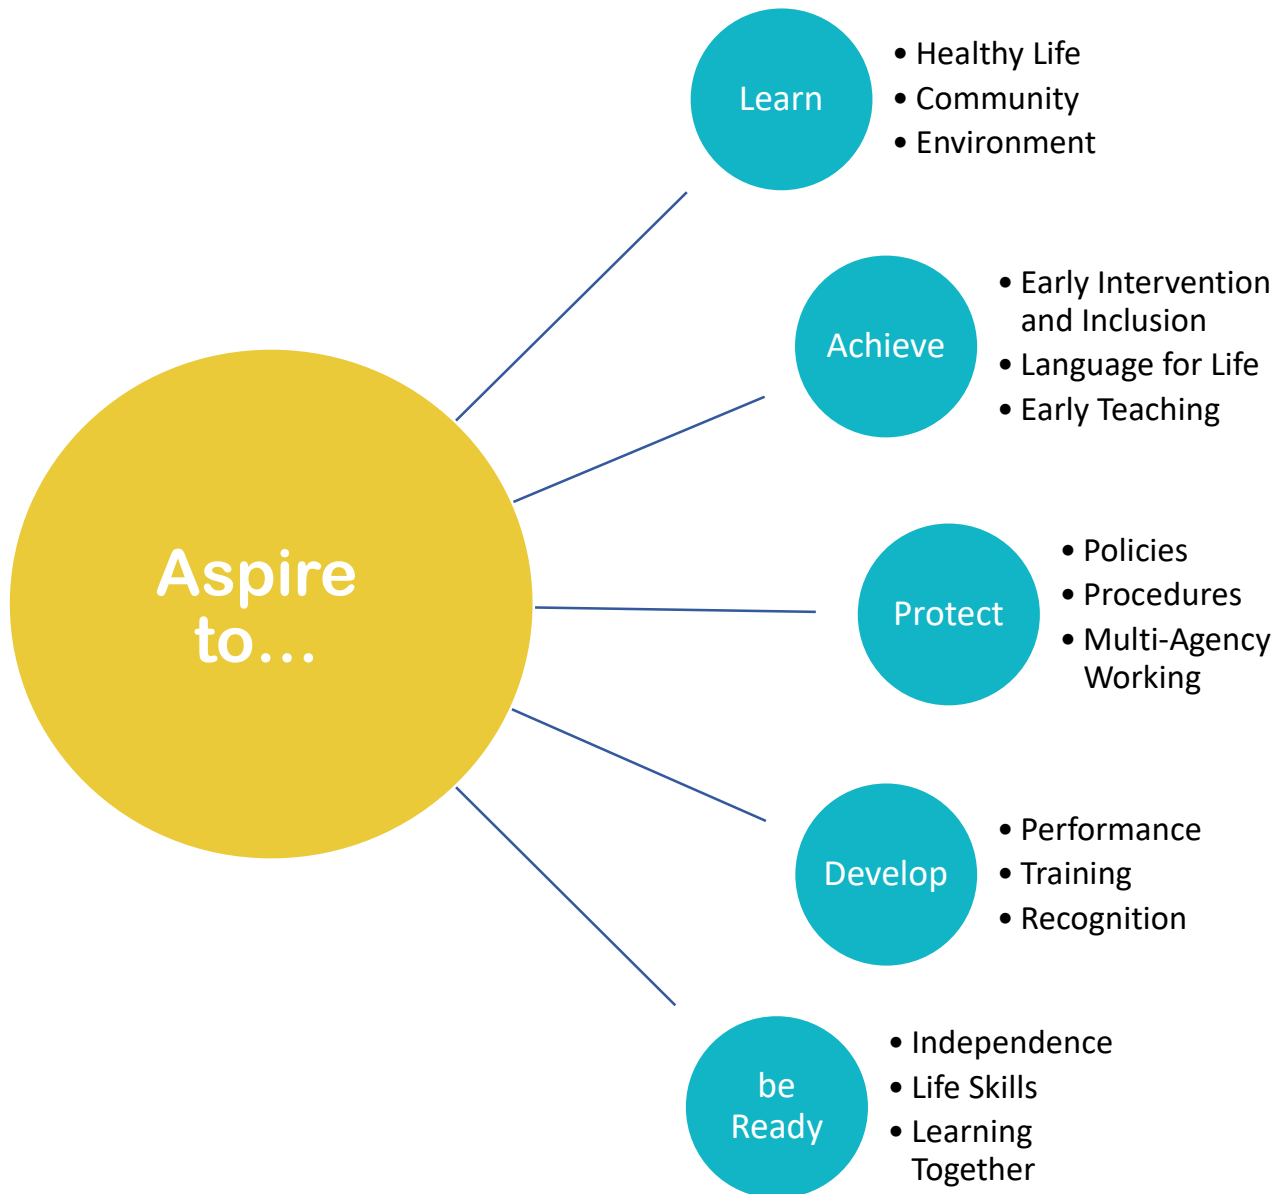 Aspire
to...
Learn
• Healthy Life
• Community
• Environment
Achieve
• Early Intervention
and Inclusion
• Language for Life
• Early Teaching
Protect
• Policies
• Procedures
• Multi-Agency
Working
Develop
• Performance
• Training
• Recognition
be
Ready
• Independence
• Life Skills
• Learning
Together